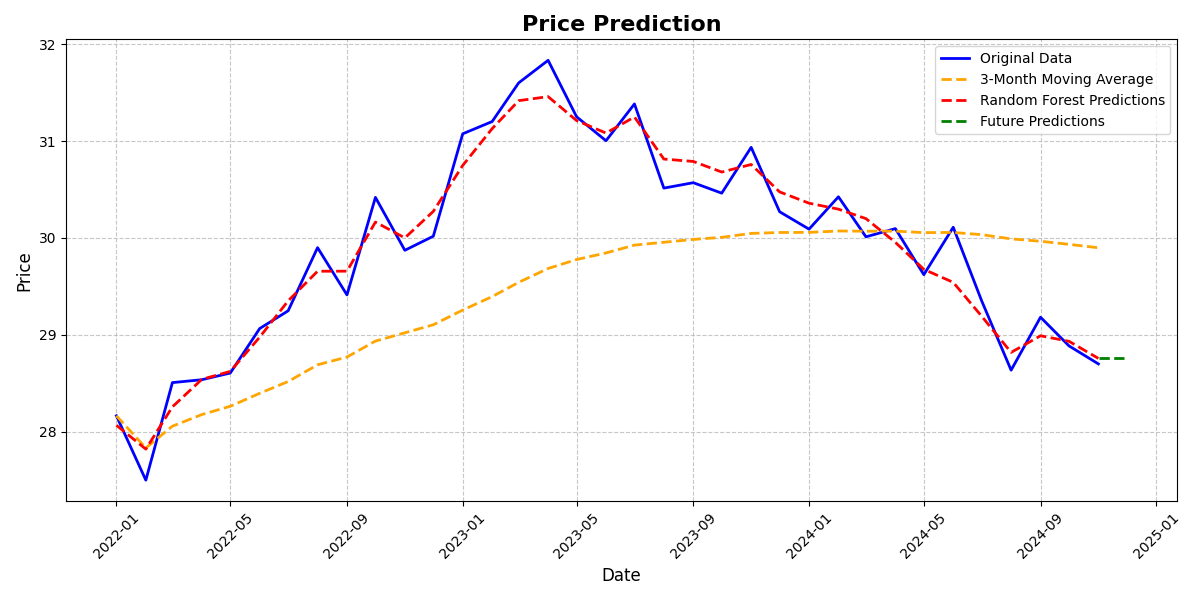 Price Prediction
32
31
30
29
28
Price
Original Data
3-Month Moving Average
Random Forest Predictions
Future Predictions
2022-01
2022-05
2022-09
2023-01
2023-05
2023-09
2024-01
2024-05
2024-09
2025-01
Date